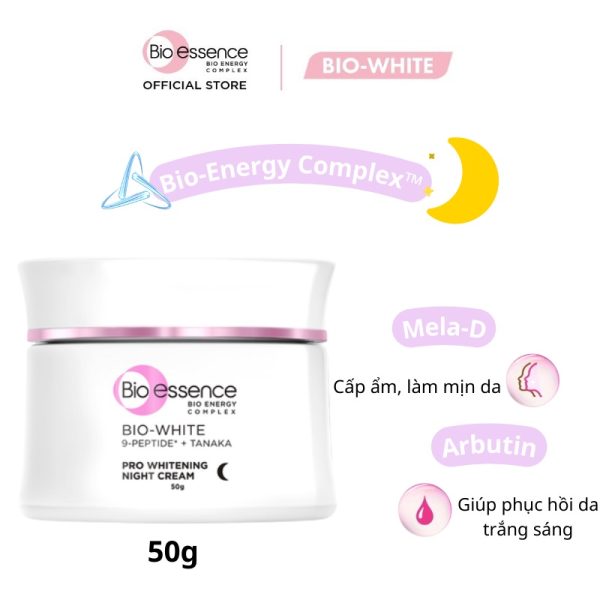 Bio essence
BIO ENERGY
COMPLEX
OFFICIAL STORE
BIO-WHITE
Bio-Energy Complex™
Bio essence
BIO ENERGY
COMPLEX
BIO-WHITE
9-PEPTIDE* + TANAKA
PRO WHITENING
NIGHT CREAM
50g
50g
Mela-D
Cấp ẩm, làm mịn da
Arbutin
Giúp phục hồi da
trắng sáng